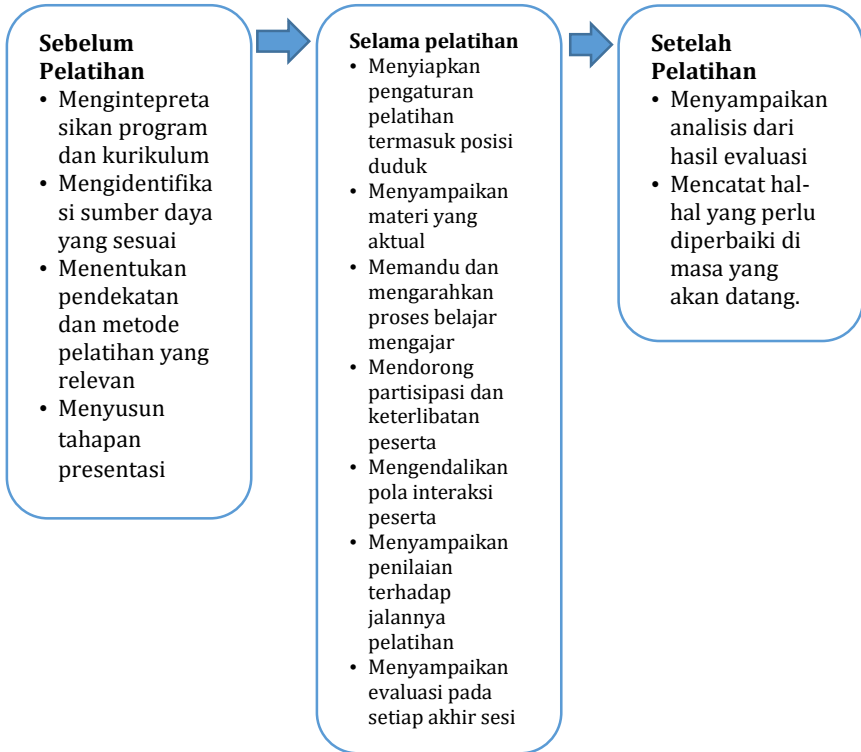 Sebelum
Pelatihan
• Mengintepreta
sikan program
dan kurikulum
• Mengidentifika
si sumber daya
yang sesuai
• Menentukan
pendekatan
dan metode
pelatihan yang
relevan
• Menyusun
tahapan
presentasi
Selama pelatihan
• Menyiapkan
pengaturan
pelatihan
termasuk posisi
duduk
• Menyampaikan
materi yang
aktual
• Memandu dan
mengarahkan
proses belajar
mengajar
• Mendorong
partisipasi dan
keterlibatan
peserta
• Mengendalikan
pola interaksi
peserta
• Menyampaikan
penilaian
terhadap
jalannya
pelatihan
• Menyampaikan
evaluasi pada
setiap akhir sesi
Setelah
Pelatihan
• Menyampaikan
analisis dari
hasil evaluasi
• Mencatat hal-
hal yang perlu
diperbaiki di
masa yang
akan datang.